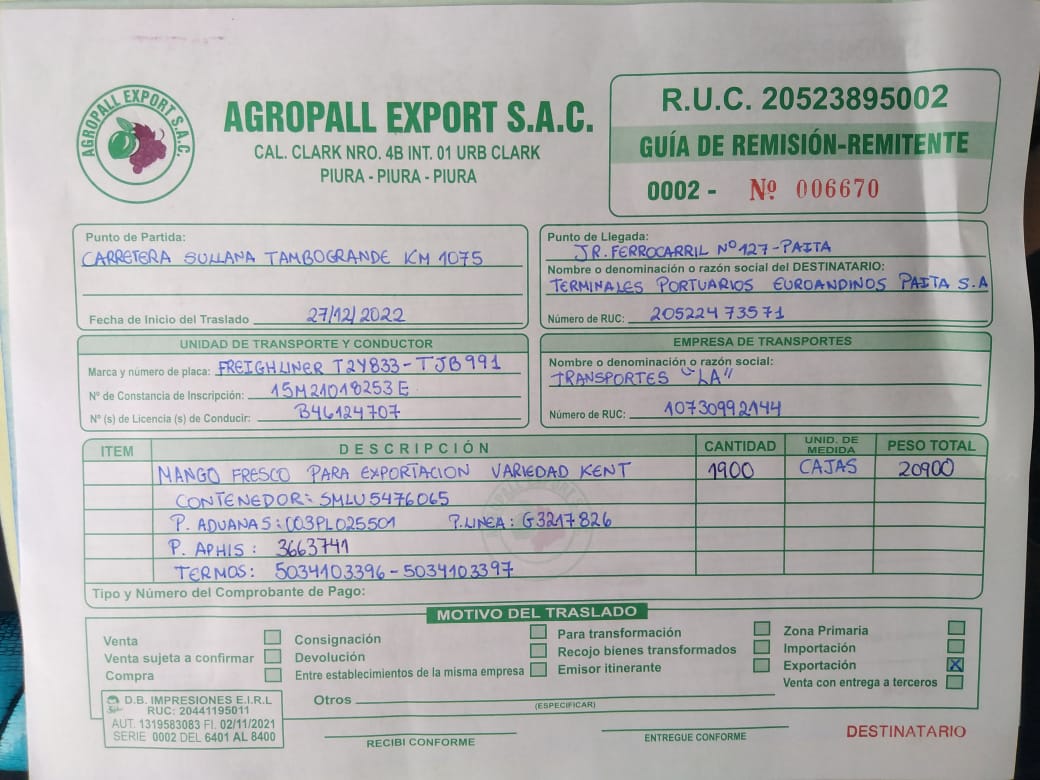 AGROPALL EXPORT S.A.C.
AGROPALL EXPORT S.A.C.
CAL. CLARK NRO. 4B INT. 01 URB CLARK
PIURA - PIURA - PIURA
R.U.C. 20523895002
GUÍA DE REMISIÓN-REMITENTE
0002 - Nº 006670
Punto de Partida:
CARRETERA SULLANA TAMBOGRANDE KM 1075
Fecha de Inicio del Traslado 27/12/2022
Punto de Llegada:
JR. FERROCARRIL Nº 127 - PAITA
Nombre o denominación o razón social del DESTINATARIO:
TERMINALES PORTUARIOS EUROANDINOS PAITA S.A
Número de RUC: 20522473571
UNIDAD DE TRANSPORTE Y CONDUCTOR
Marca y número de placa: FREIGHLINER T2Y833-TJB991
Nº de Constancia de Inscripción: 15M21018253E
Nº (s) de Licencia (s) de Conducir: B46124707
EMPRESA DE TRANSPORTES
Nombre o denominación o razón social:
TRANSPORTES "LA"
Número de RUC: 10730992144
ITEM DESCRIPCIÓN CANTIDAD UNID. DE MEDIDA PESO TOTAL
MANGO FRESCO PARA EXPORTACION VARIEDAD KENT 1900 CAJAS 20900
CONTENEDOR: SMLU5476065
P. ADUANAS: 003PL025501 P.LINEA: G3217826
P. APHIS: 3663741
TERMOS: 5034103396-5034103397
Tipo y Número del Comprobante de Pago:
MOTIVO DEL TRASLADO
Venta
Venta sujeta a confirmar
Compra
Consignación
Devolución
Entre establecimientos de la misma empresa
Para transformación
Recojo bienes transformados
Emisor itinerante
Zona Primaria
Importación
Exportación X
Venta con entrega a terceros
Otros
(ESPECIFICAR)
D.B. IMPRESIONES E.I.R.L
RUC: 20441195011
AUT. 1319583083 FI. 02/11/2021
SERIE 0002 DEL 6401 AL 8400
RECIBI CONFORME
ENTREGUE CONFORME
DESTINATARIO